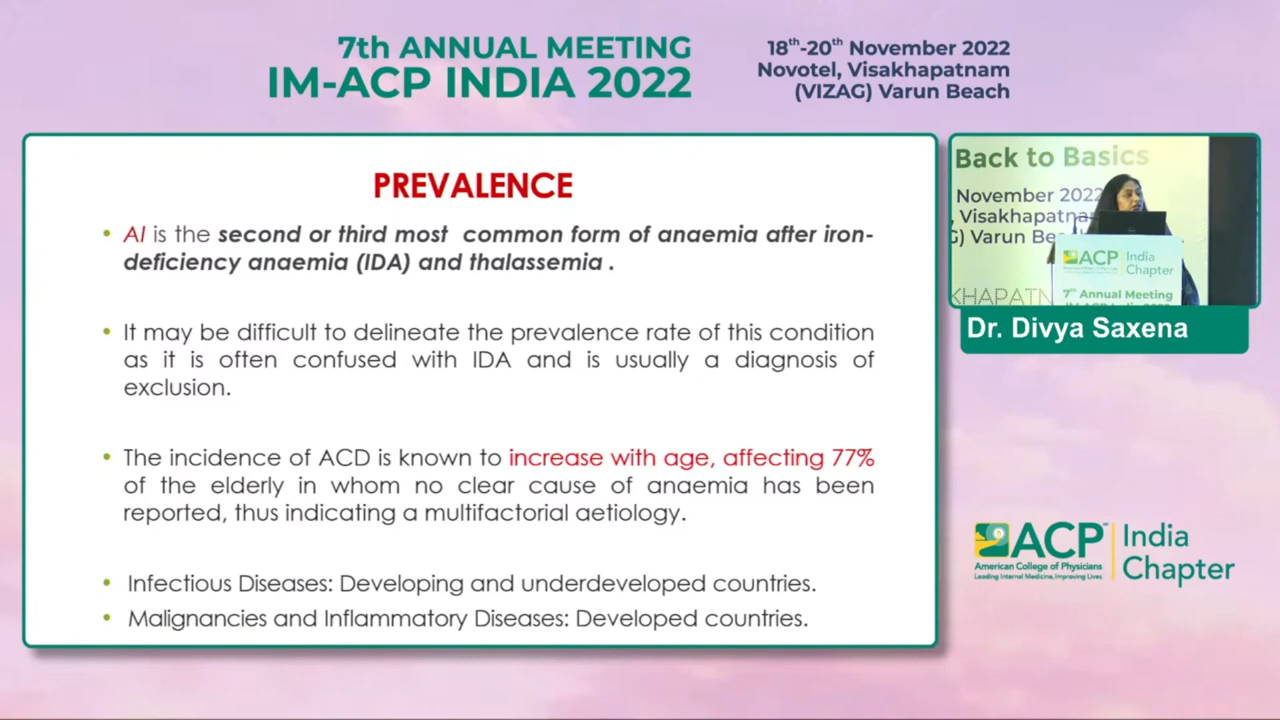 7th ANNUAL MEETING
IM-ACP INDIA 2022
18th-20th November 2022
Novotel, Visakhapatnam
(VIZAG) Varun Beach
PREVALENCE
• AI is the second or third most common form of anaemia after iron-
deficiency anaemia (IDA) and thalassemia .
• It may be difficult to delineate the prevalence rate of this condition
as it is often confused with IDA and is usually a diagnosis of
exclusion.
• The incidence of ACD is known to increase with age, affecting 77%
of the elderly in whom no clear cause of anaemia has been
reported, thus indicating a multifactorial aetiology.
• Infectious Diseases: Developing and underdeveloped countries.
• Malignancies and Inflammatory Diseases: Developed countries.
Back to Basics
November 2022
Visakhapatna
G) Varun Be
KHAPATN
ACP India
Chapter
7th Annual Meeting
Dr. Divya Saxena
ACP India
American College of Physicians Chapter
Leading Internal Medicine, Improving Lives